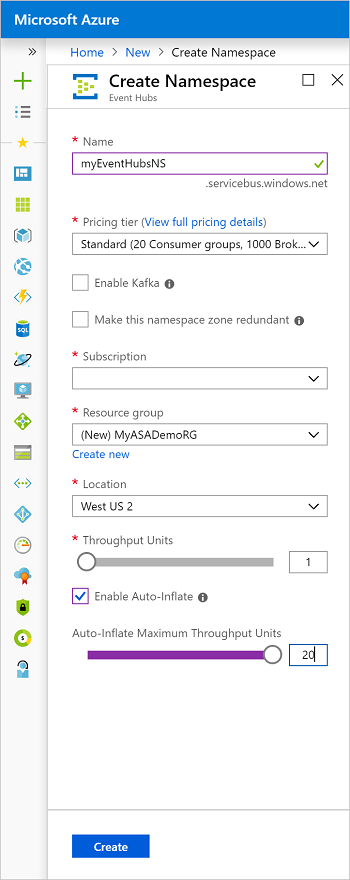 Microsoft Azure
Home > New > Create Namespace
Create Namespace
Event Hubs
* Name
myEventHubsNS
.servicebus.windows.net
* Pricing tier (View full pricing details)
Standard (20 Consumer groups, 1000 Brok...
Enable Kafka
Make this namespace zone redundant
* Subscription
* Resource group
(New) MyASADemoRG
Create new
* Location
West US 2
* Throughput Units
1
Enable Auto-Inflate
Auto-Inflate Maximum Throughput Units
20
Create